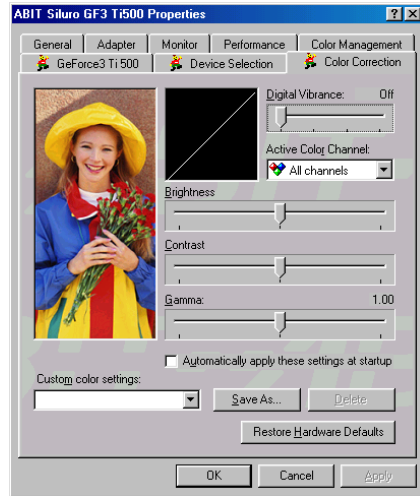 ABIT Siluro GF3 Ti500 Properties
General Adapter Monitor Performance Color Management
GeForce3 Ti 500 Device Selection Color Correction
Digital Vibrance: Off
Active Color Channel:
All channels
Brightness
Contrast
Gamma: 1.00
Automatically apply these settings at startup
Custom color settings:
Save As... Delete
Restore Hardware Defaults
OK Cancel Apply